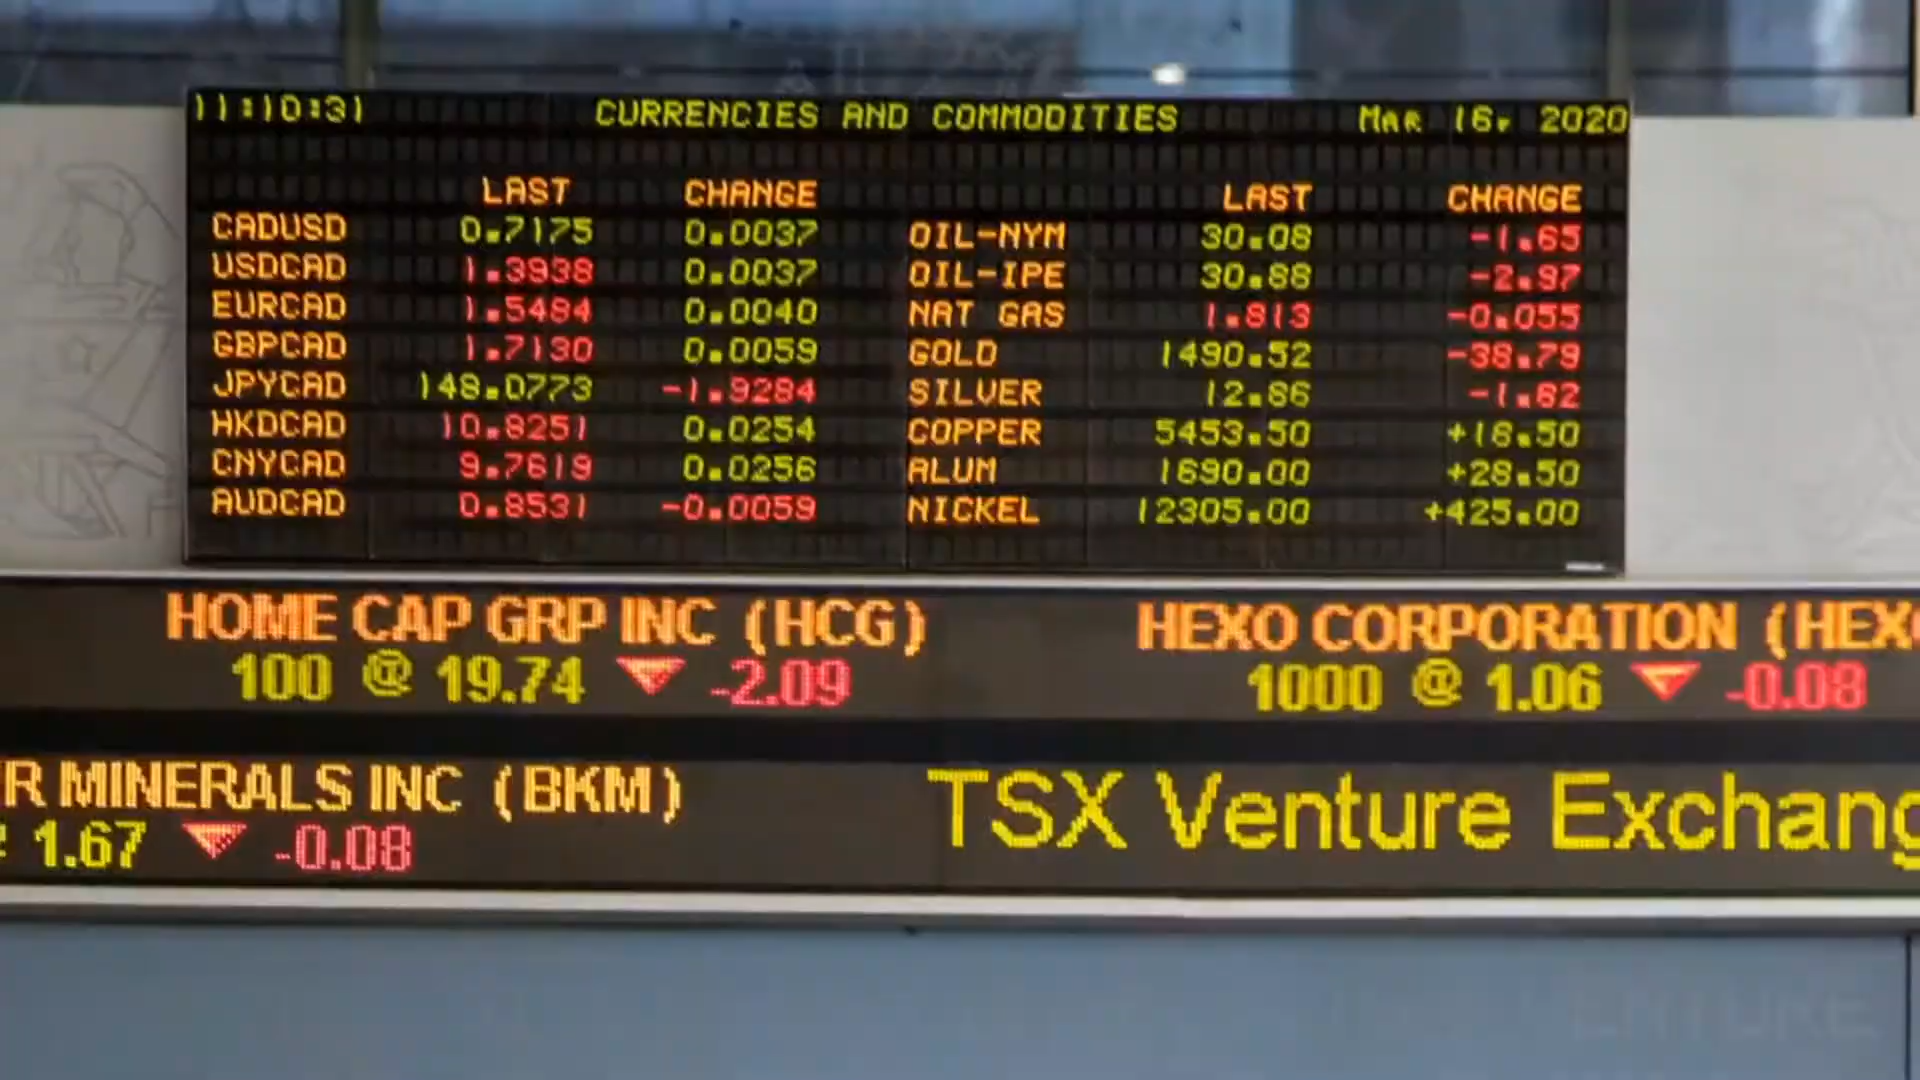 11:10:31 CURRENCIES AND COMMODITIES Mar 16, 2020
LAST CHANGE LAST CHANGE
CADUSD 0.7175 0.0037 OIL-NYM 30.08 -1.65
USDCAD 1.3938 0.0037 OIL-IPE 30.88 -2.97
EURCAD 1.5484 0.0040 NAT GAS 1.813 -0.055
GBPCAD 1.7130 0.0059 GOLD 1490.52 -38.79
JPYCAD 148.0773 -1.9284 SILVER 12.86 -1.82
HKDCAD 10.8251 0.0254 COPPER 5453.50 +18.50
CNYCAD 9.7619 0.0256 ALUM 1690.00 +28.50
AUDCAD 0.8531 -0.0059 NICKEL 12305.00 +425.00
HOME CAP GRP INC (HCG) HEXO CORPORATION (HEXO
100 @ 19.74 ▼ -2.09 1000 @ 1.06 ▼ -0.08
R MINERALS INC (BKM) TSX Venture Exchang
1.67 ▼ -0.08